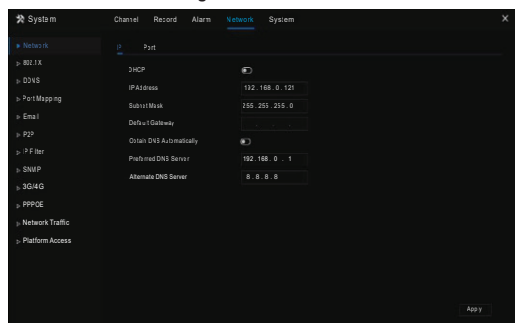 System
Channel Record Alarm Network System
Network
802.1X
DDNS
Port Mapping
Email
P2P
IP Filter
SNMP
3G/4G
PPPOE
Network Traffic
Platform Access
IP Port
DHCP
IP Address 192.168.0.121
Subnet Mask 255.255.255.0
Default Gateway
Obtain DNS Automatically
Preferred DNS Server 192.168.0.1
Alternate DNS Server 8.8.8.8
Apply